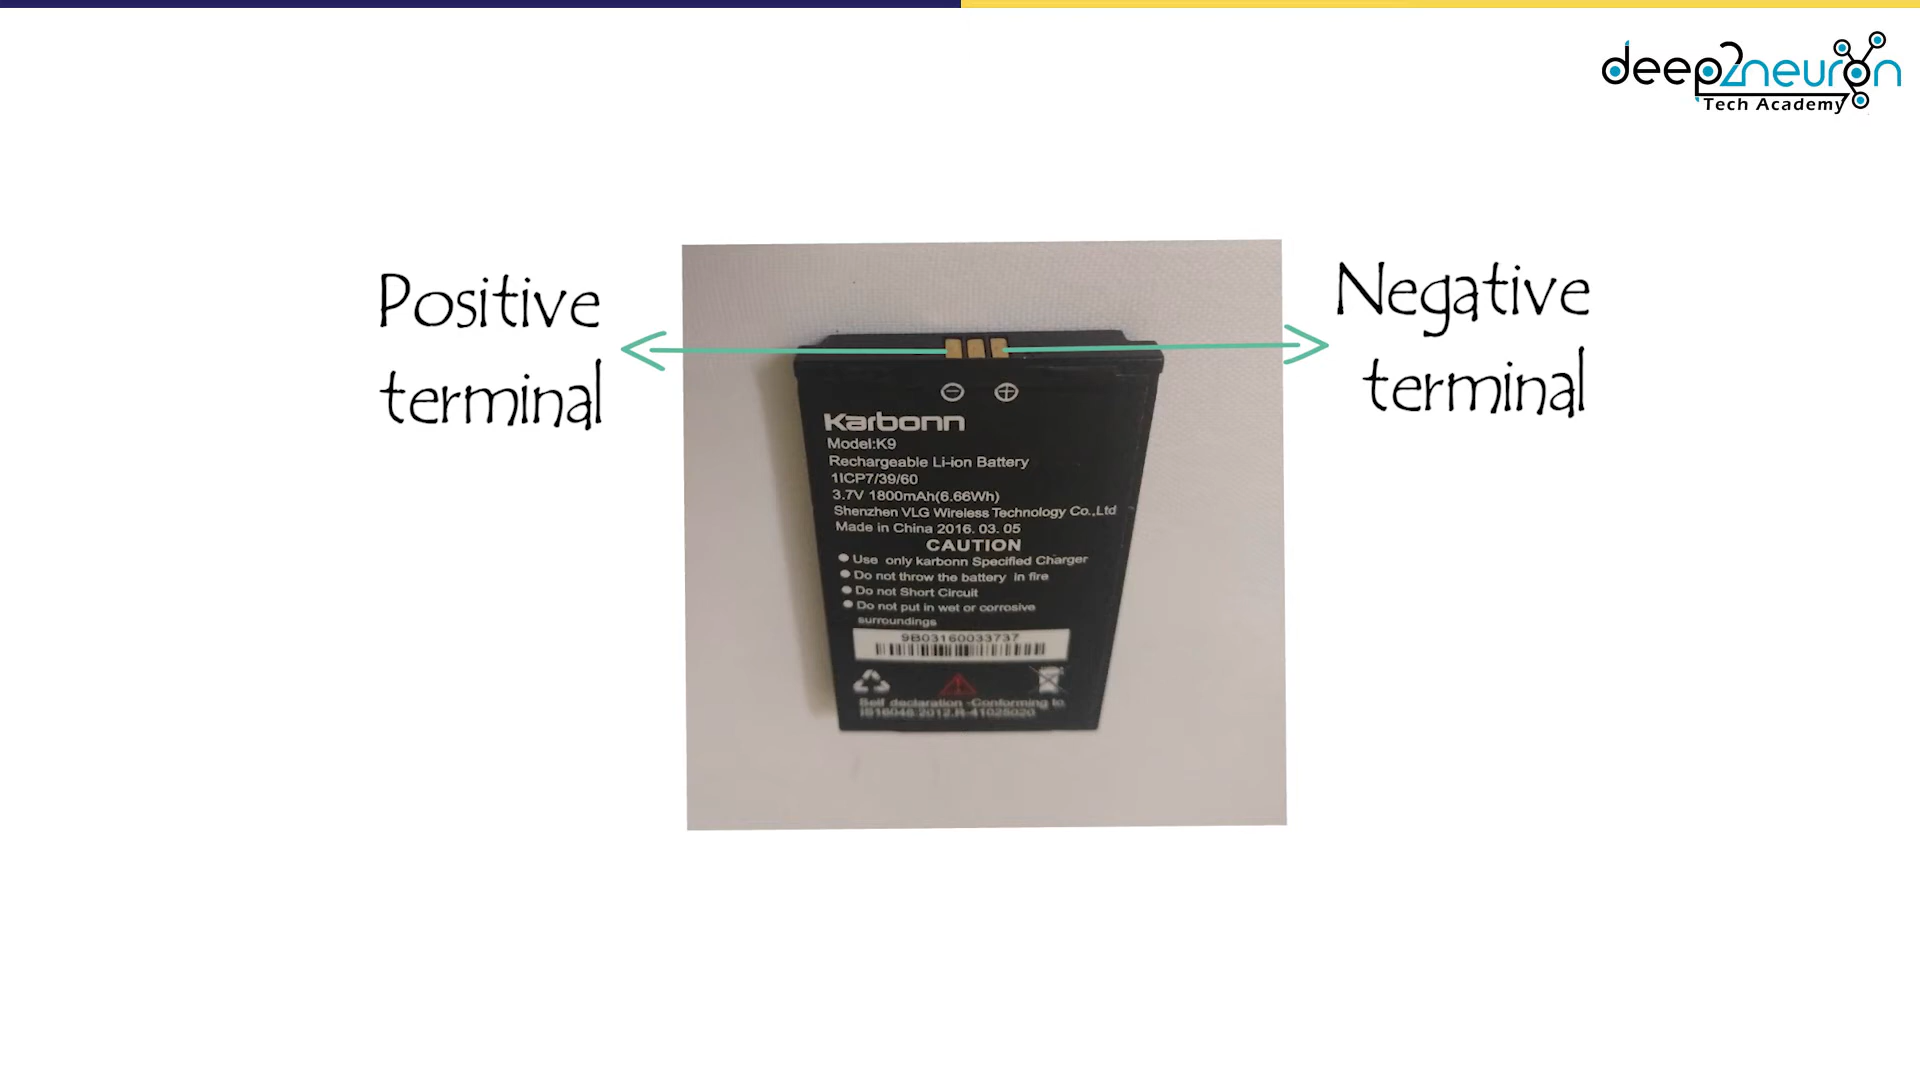 deep2neuron
Tech Academy
Positive
terminal
Negative
terminal
Karbonn
Model:K9
Rechargeable Li-ion Battery
1ICP7/39/60
3.7V 1800mAh(6.66Wh)
Shenzhen VLG Wireless Technology Co.,Ltd
Made in China 2016. 03. 05
CAUTION
Use only karbonn Specified Charger
Do not throw the battery in fire
Do not Short Circuit
Do not put in wet or corrosive
surroundings
9B03160033737
Self declaration -Conforming to
IS16046:2012,R-41025020